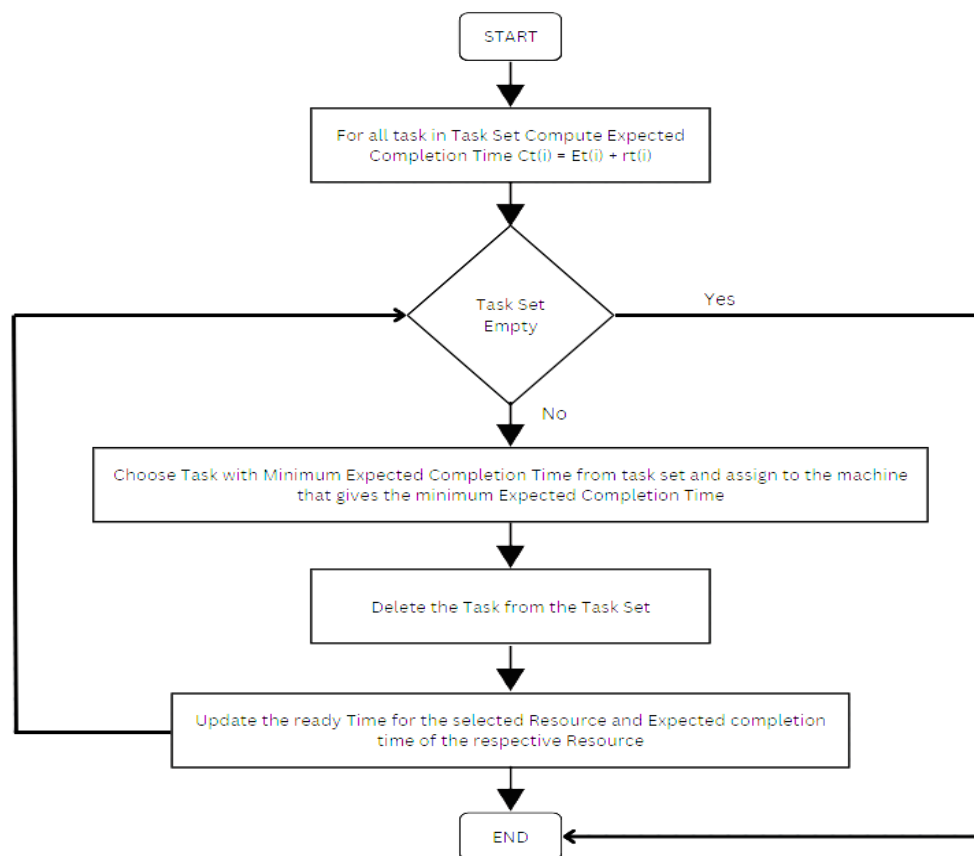 START
For all task in Task Set Compute Expected
Completion Time Ct(i) = Et(i) + rt(i)
Task Set
Empty
Yes
No
Choose Task with Minimum Expected Completion Time from task set and assign to the machine
that gives the minimum Expected Completion Time
Delete the Task from the Task Set
Update the ready Time for the selected Resource and Expected completion
time of the respective Resource
END